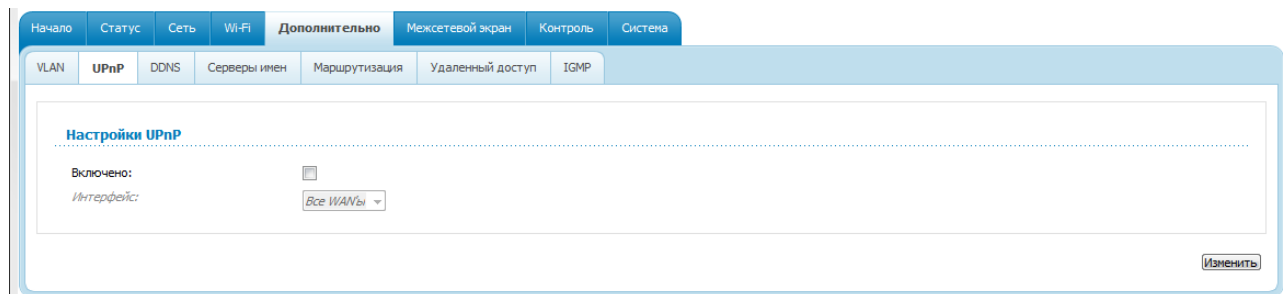 Начало Статус Сеть Wi-Fi Дополнительно Межсетевой экран Контроль Система
VLAN UPnP DDNS Серверы имен Маршрутизация Удаленный доступ IGMP
Настройки UPnP
Включено:
Интерфейс: Все WAN'ы
Изменить